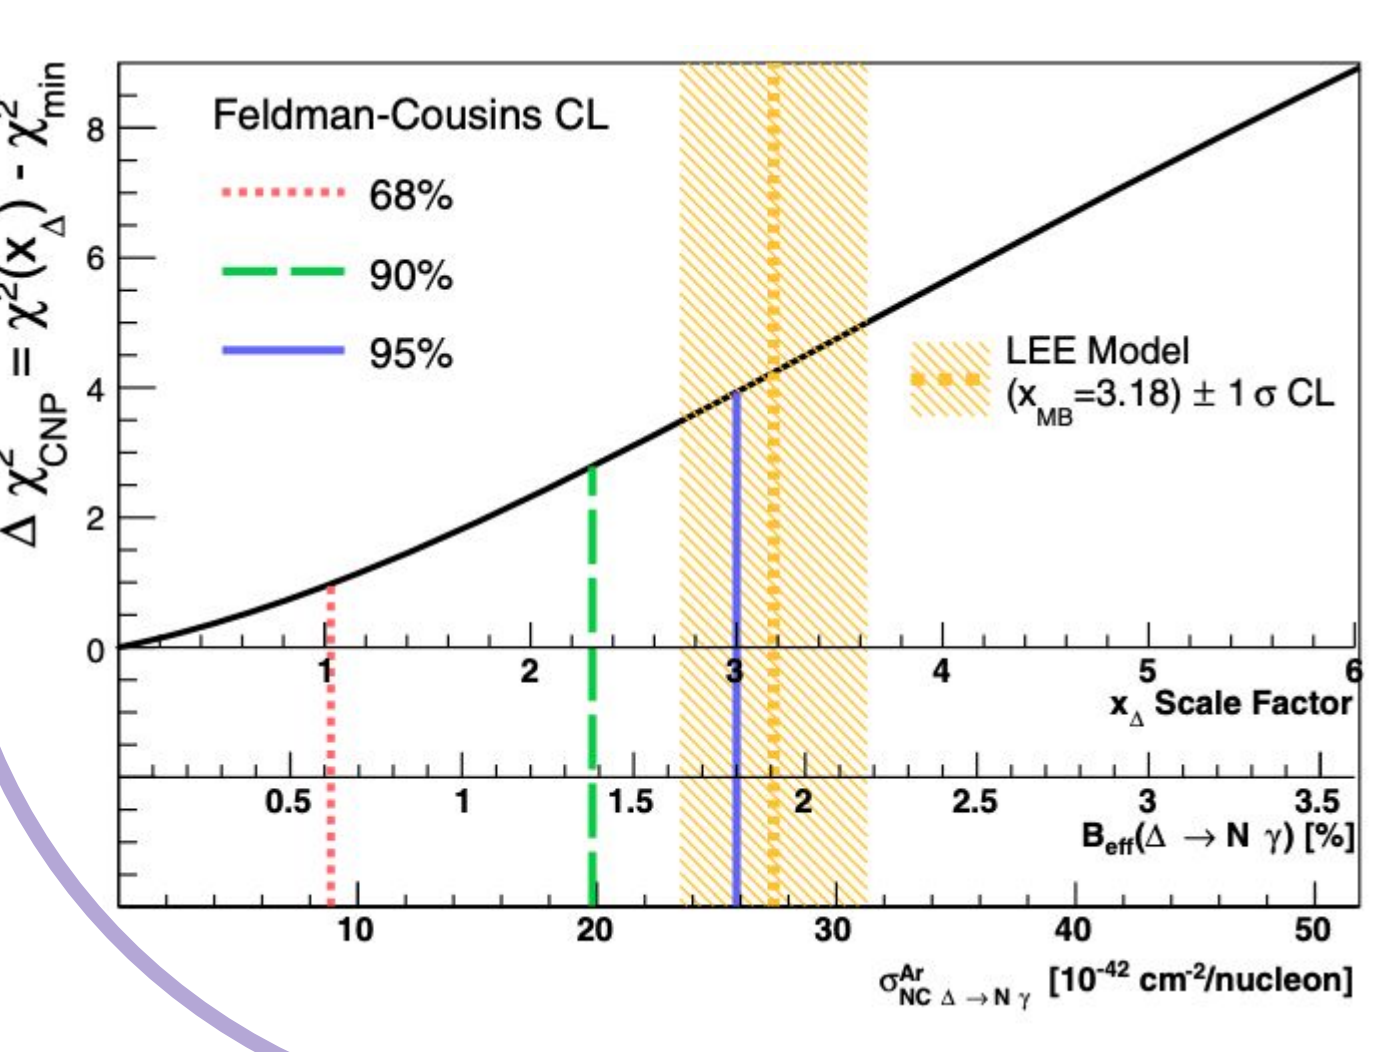 Δ χ²CNP = χ²(xΔ) - χ²min
Feldman-Cousins CL
68%
90%
95%
LEE Model
(xMB=3.18) ± 1 σ CL
8
6
4
2
0
1 2 3 4 5 6
xΔ Scale Factor
0.5 1 1.5 2 2.5 3 3.5
Beff(Δ → N γ) [%]
10 20 30 40 50
σAr NC Δ → N γ [10-42 cm-2/nucleon]